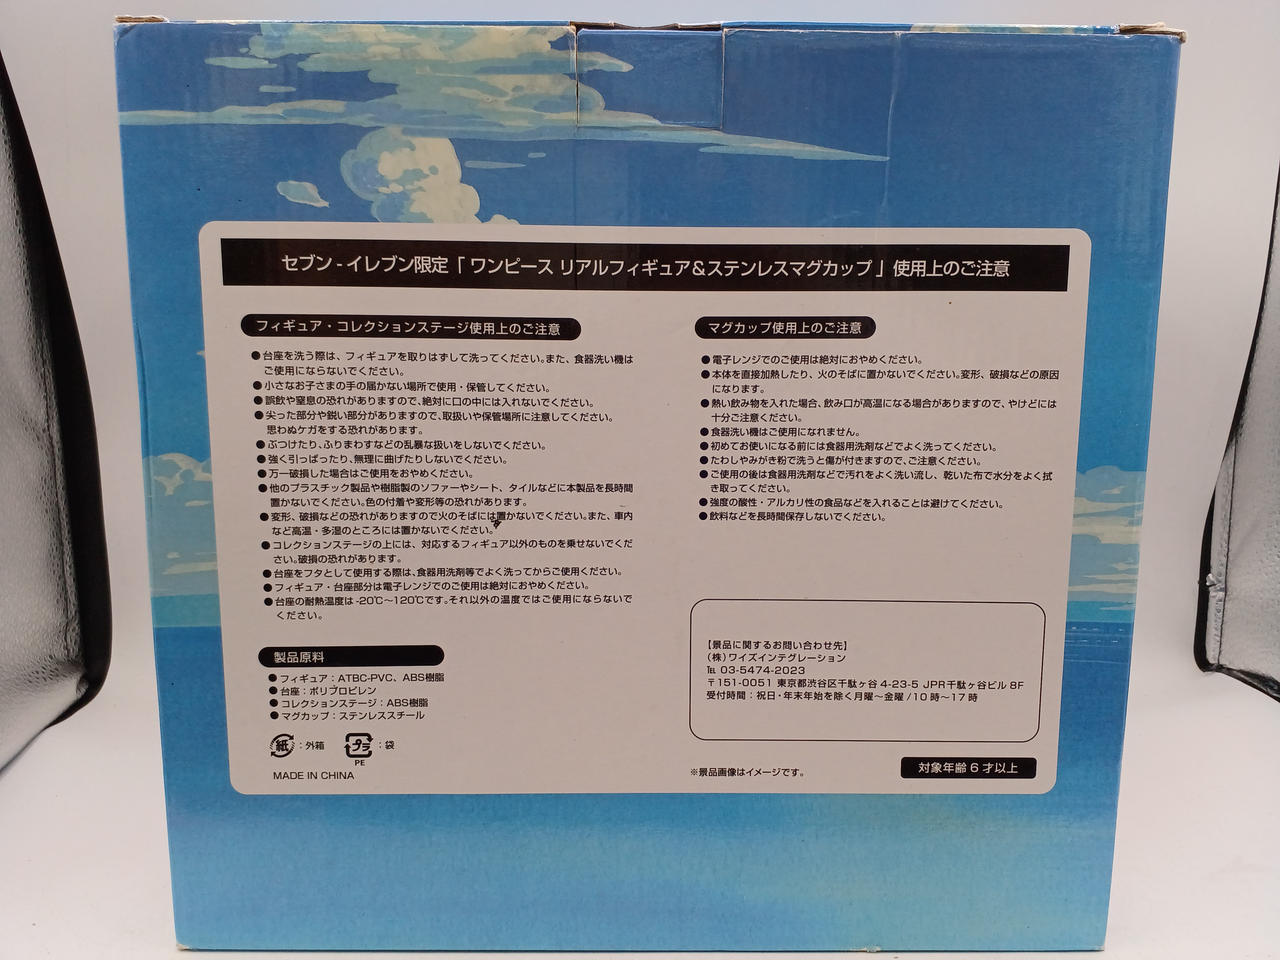 セブン-イレブン限定「ワンピース リアルフィギュア&ステンレスマグカップ」使用上のご注意
フィギュア・コレクションステージ使用上のご注意
●台座を洗う際は、フィギュアを取りはずして洗ってください。また、食器洗い機は
ご使用にならないでください。
●小さなお子さまの手の届かない場所で使用・保管してください。
●誤飲や窒息の恐れがありますので、絶対に口の中には入れないでください。
●尖った部分や鋭い部分がありますので、取扱いや保管場所に注意してください。
思わぬケガをする恐れがあります。
●ぶつけたり、ふりまわすなどの乱暴な扱いをしないでください。
●強く引っぱったり、無理に曲げたりしないでください。
●万一破損した場合はご使用をおやめください。
●他のプラスチック製品や樹脂製のソファーやシート、タイルなどに本製品を長時間
置かないでください。色の付着や変形等の恐れがあります。
●変形、破損などの恐れがありますので火のそばには置かないでください。また、車内
など高温・多湿のところには置かないでください。
●コレクションステージの上には、対応するフィギュア以外のものを乗せないでくだ
さい。破損の恐れがあります。
●台座をフタとして使用する際は、食器用洗剤等でよく洗ってからご使用ください。
●フィギュア・台座部分は電子レンジでのご使用は絶対におやめください。
●台座の耐熱温度は-20℃〜120℃です。それ以外の温度ではご使用にならないで
ください。
製品原料
●フィギュア：ATBC-PVC、ABS樹脂
●台座：ポリプロピレン
●コレクションステージ：ABS樹脂
●マグカップ：ステンレススチール
紙：外箱 プラ：袋
PE
MADE IN CHINA
マグカップ使用上のご注意
●電子レンジでのご使用は絶対におやめください。
●本体を直接加熱したり、火のそばに置かないでください。変形、破損などの原因
になります。
●熱い飲み物を入れた場合、飲み口が高温になる場合がありますので、やけどには
十分ご注意ください。
●食器洗い機はご使用になれません。
●初めてお使いになる前には食器用洗剤などでよく洗ってください。
●たわしやみがき粉で洗うと傷が付きますので、ご注意ください。
●ご使用の後は食器用洗剤などで汚れをよく洗い流し、乾いた布で水分をよく拭
き取ってください。
●強度の酸性・アルカリ性の食品などを入れることは避けてください。
●飲料などを長時間保存しないでください。
【景品に関するお問い合わせ先】
（株）ワイズインテグレーション
℡ 03-5474-2023
〒151-0051 東京都渋谷区千駄ヶ谷 4-23-5 JPR千駄ヶ谷ビル 8F
受付時間：祝日・年末年始を除く月曜〜金曜/10時〜17時
※景品画像はイメージです。
対象年齢6才以上